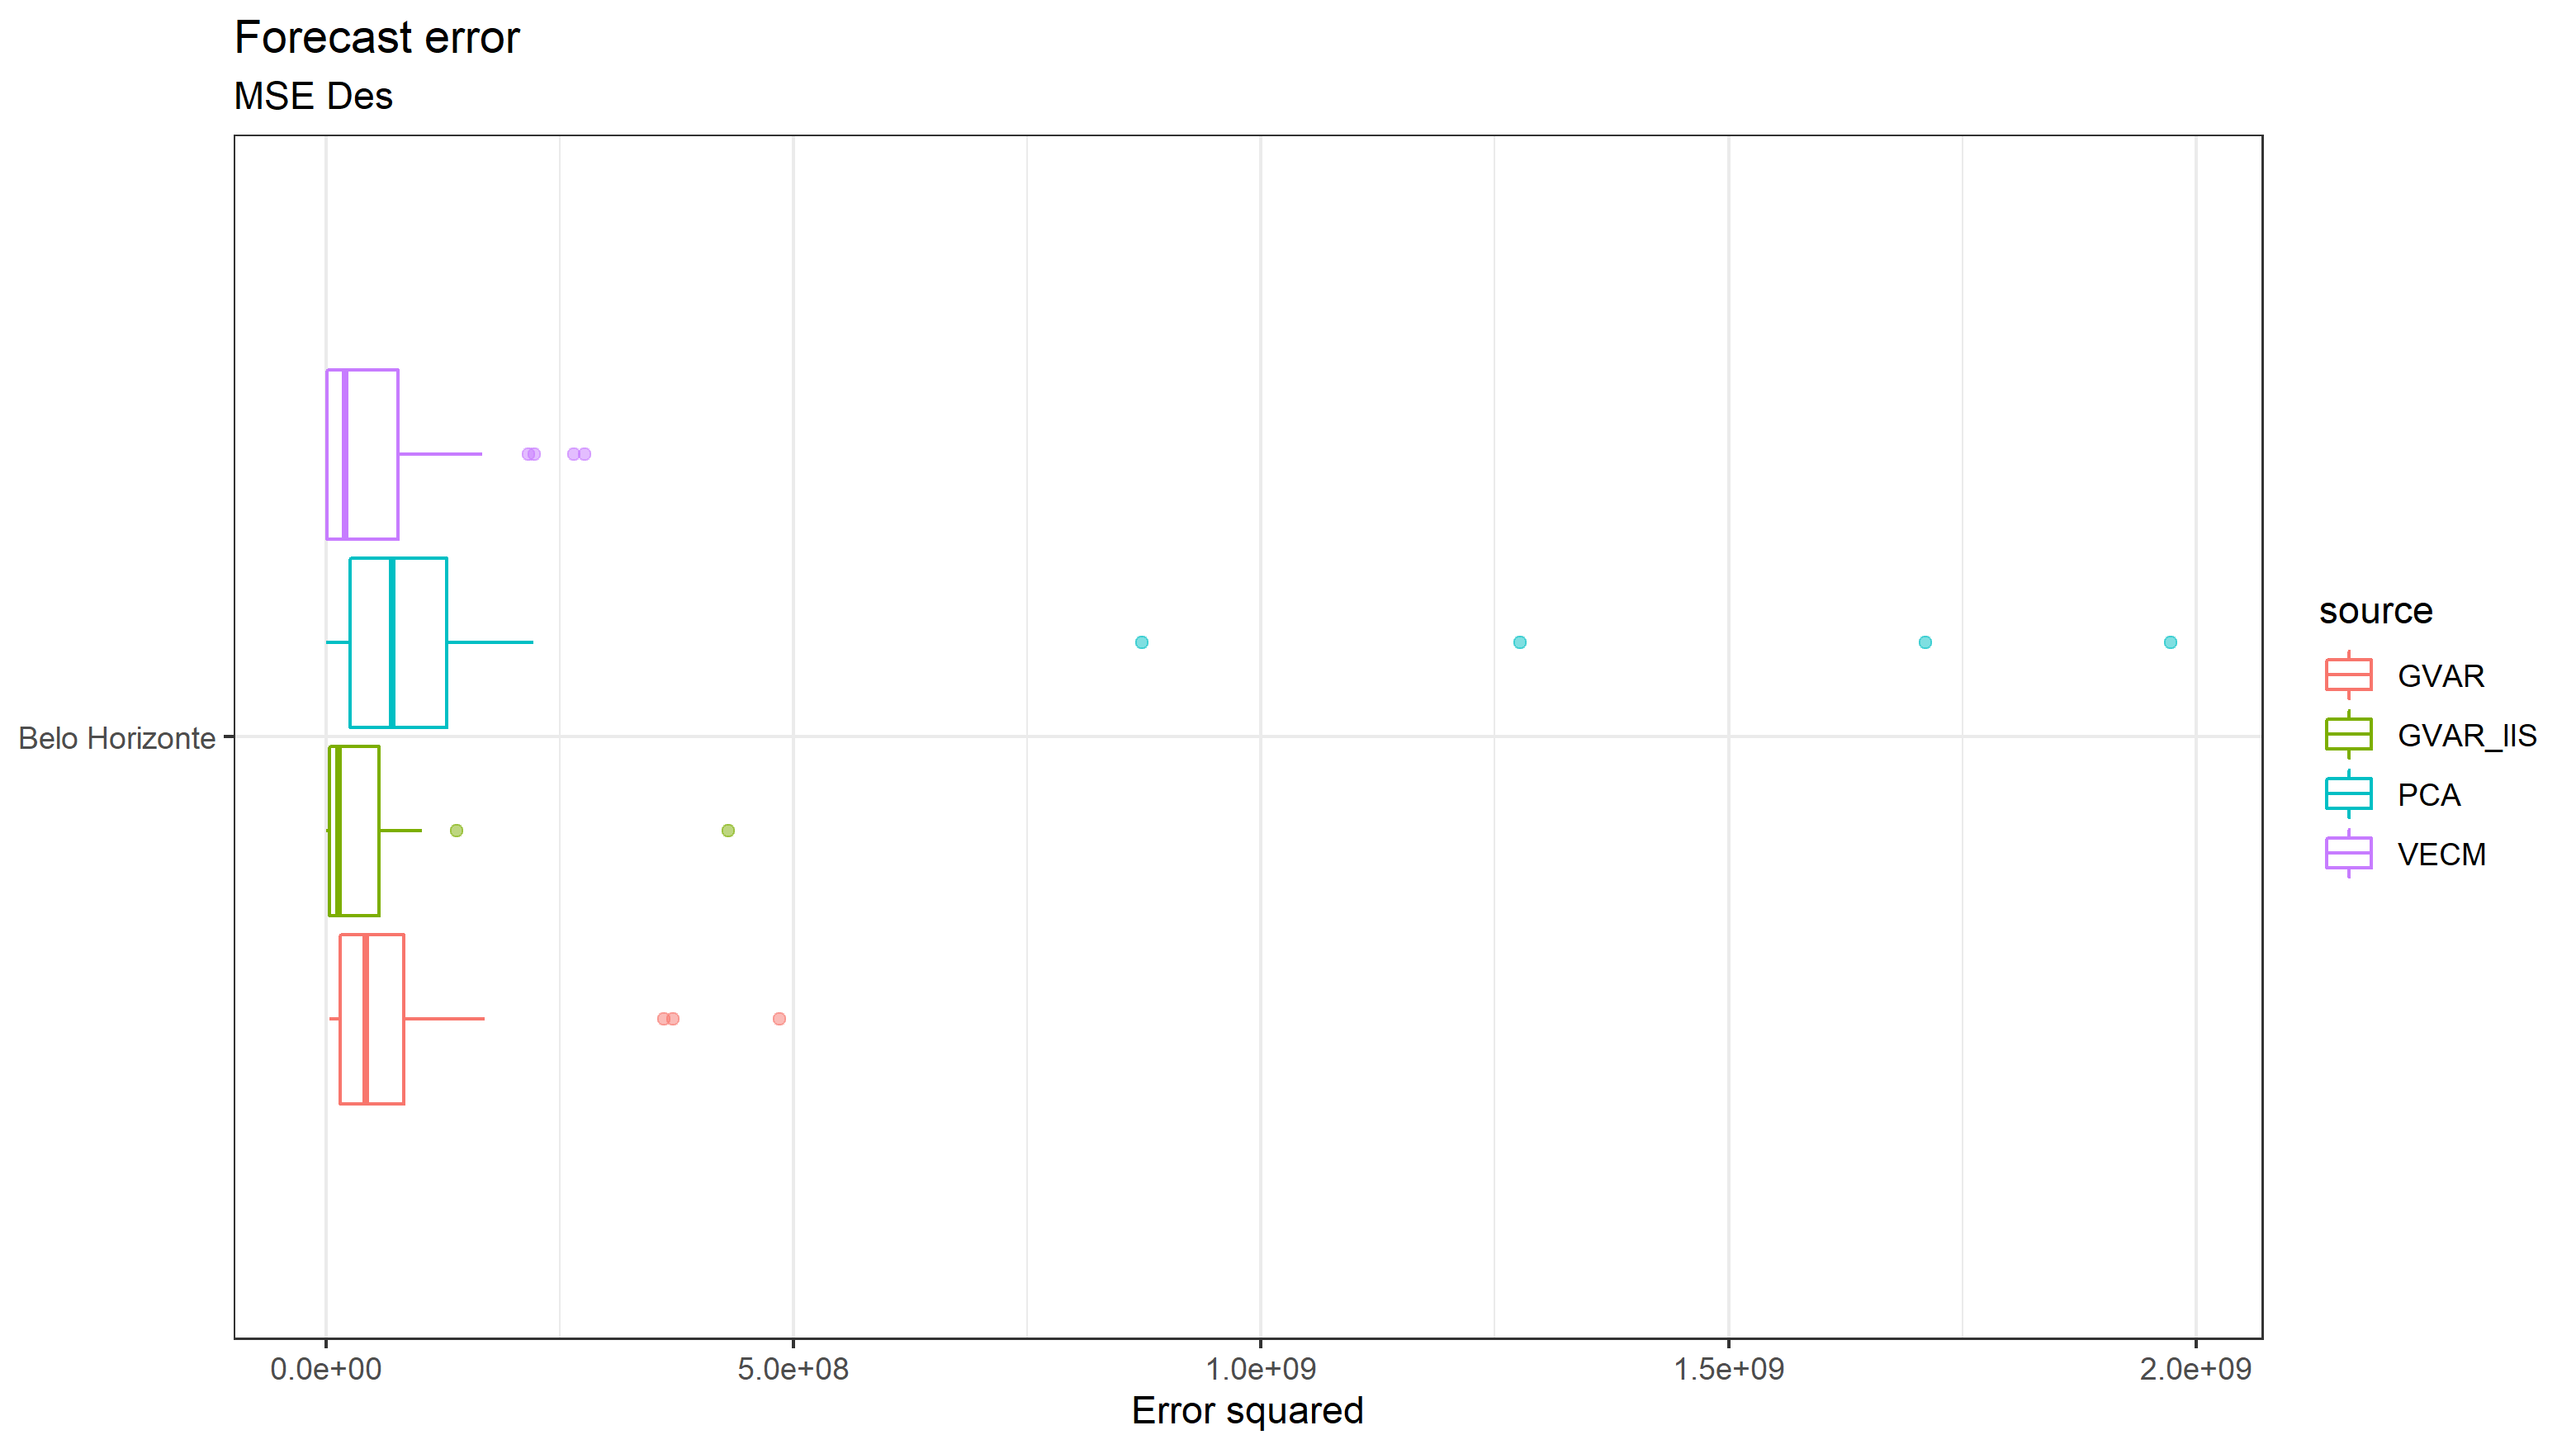 Forecast error
MSE Des
Belo Horizonte
0.0e+00
5.0e+08
1.0e+09
1.5e+09
2.0e+09
Error squared
source
GVAR
GVAR_IIS
PCA
VECM